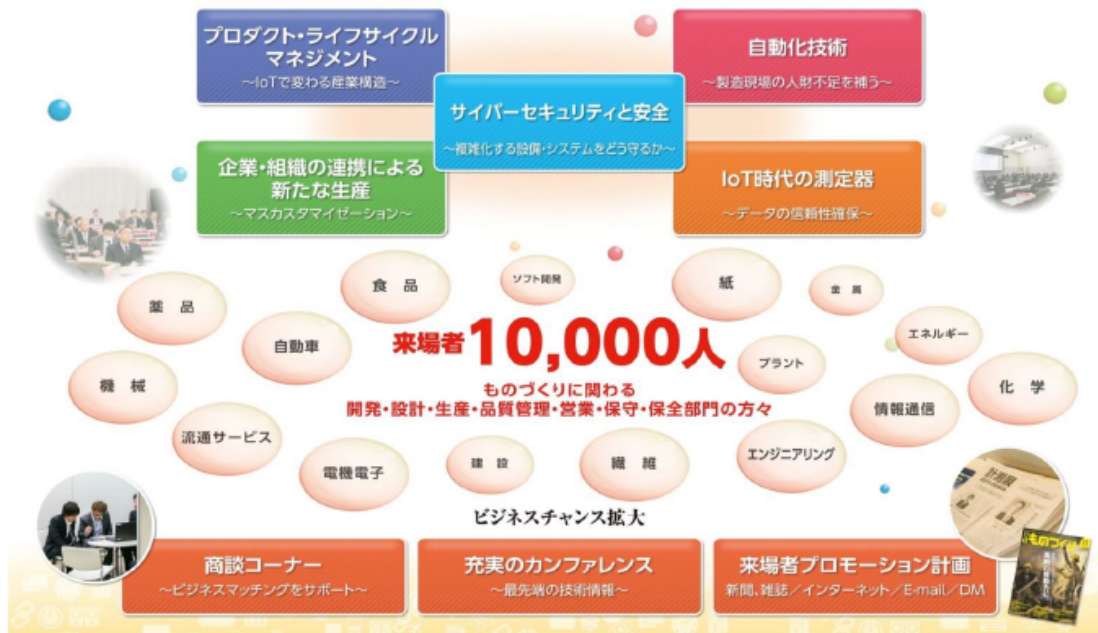 プロダクト・ライフサイクル
マネジメント
〜IoTで変わる産業構造〜
自動化技術
〜製造現場の人財不足を補う〜
サイバーセキュリティと安全
〜複雑化する設備・システムをどう守るか〜
企業・組織の連携による
新たな生産
〜マスカスタマイゼーション〜
IoT時代の測定器
〜データの信頼性確保〜
薬 品
食 品
ソフト開発
紙
金 属
自動車
来場者10,000人
プラント
エネルギー
機 械
ものづくりに関わる
開発・設計・生産・品質管理・営業・保守・保全部門の方々
情報通信
化 学
流通サービス
電機電子
建 設
繊 維
エンジニアリング
ビジネスチャンス拡大
計測展
ものづくり
商談コーナー
〜ビジネスマッチングをサポート〜
充実のカンファレンス
〜最先端の技術情報〜
来場者プロモーション計画
新聞、雑誌／インターネット／E-mail／DM